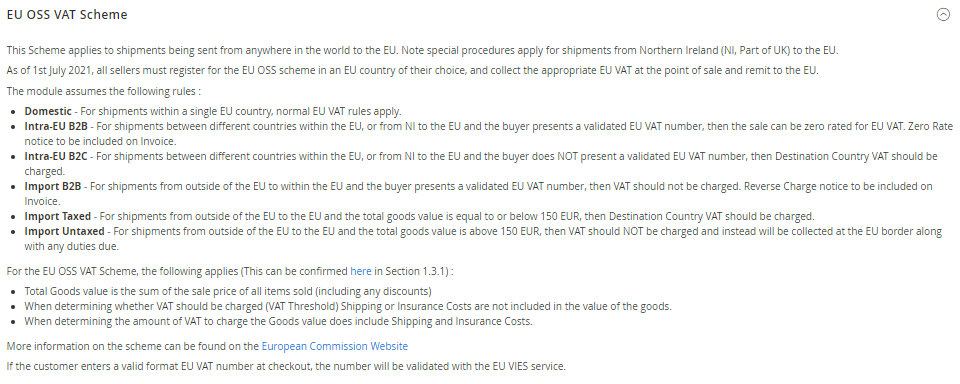 EU OSS VAT Scheme
This Scheme applies to shipments being sent from anywhere in the world to the EU. Note special procedures apply for shipments from Northern Ireland (NI, Part of UK) to the EU.
As of 1st July 2021, all sellers must register for the EU OSS scheme in an EU country of their choice, and collect the appropriate EU VAT at the point of sale and remit to the EU.
The module assumes the following rules :
• Domestic - For shipments within a single EU country, normal EU VAT rules apply.
• Intra-EU B2B - For shipments between different countries within the EU, or from NI to the EU and the buyer presents a validated EU VAT number, then the sale can be zero rated for EU VAT. Zero Rate
notice to be included on Invoice.
• Intra-EU B2C - For shipments between different countries within the EU, or from NI to the EU and the buyer does NOT present a validated EU VAT number, then Destination Country VAT should be
charged.
• Import B2B - For shipments from outside of the EU to within the EU and the buyer presents a validated EU VAT number, then VAT should not be charged. Reverse Charge notice to be included on
Invoice.
• Import Taxed - For shipments from outside of the EU to the EU and the total goods value is equal to or below 150 EUR, then Destination Country VAT should be charged.
• Import Untaxed - For shipments from outside of the EU to the EU and the total goods value is above 150 EUR, then VAT should NOT be charged and instead will be collected at the EU border along
with any duties due.
For the EU OSS VAT Scheme, the following applies (This can be confirmed here in Section 1.3.1) :
• Total Goods value is the sum of the sale price of all items sold (including any discounts)
• When determining whether VAT should be charged (VAT Threshold) Shipping or Insurance Costs are not included in the value of the goods.
• When determining the amount of VAT to charge the Goods value does include Shipping and Insurance Costs.
More information on the scheme can be found on the European Commission Website
If the customer enters a valid format EU VAT number at checkout, the number will be validated with the EU VIES service.